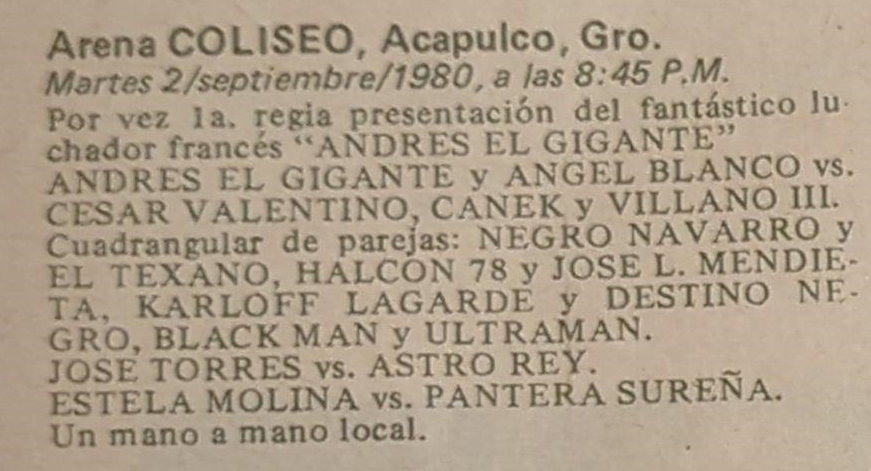 Arena COLISEO, Acapulco, Gro.
Martes 2/septiembre/1980, a las 8:45 P.M.
Por vez 1a. regia presentación del fantástico lu-
chador francés "ANDRES EL GIGANTE"
ANDRES EL GIGANTE y ANGEL BLANCO vs.
CESAR VALENTINO, CANEK y VILLANO III.
Cuadrangular de parejas: NEGRO NAVARRO y
EL TEXANO, HALCON 78 y JOSE L. MENDIE-
TA, KARLOFF LAGARDE y DESTINO NE-
GRO, BLACK MAN y ULTRAMAN.
JOSE TORRES vs. ASTRO REY.
ESTELA MOLINA vs. PANTERA SUREÑA.
Un mano a mano local.